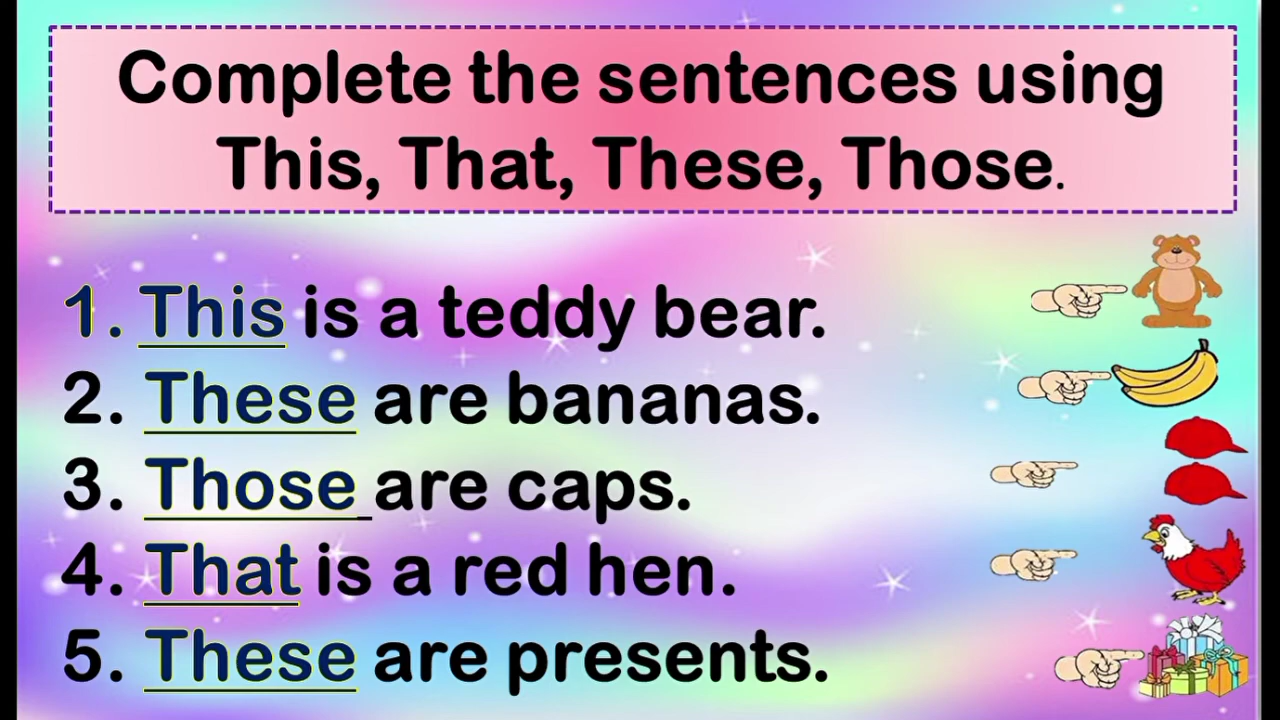 Complete the sentences using
This, That, These, Those.
1. This is a teddy bear.
2. These are bananas.
3. Those are caps.
4. That is a red hen.
5. These are presents.